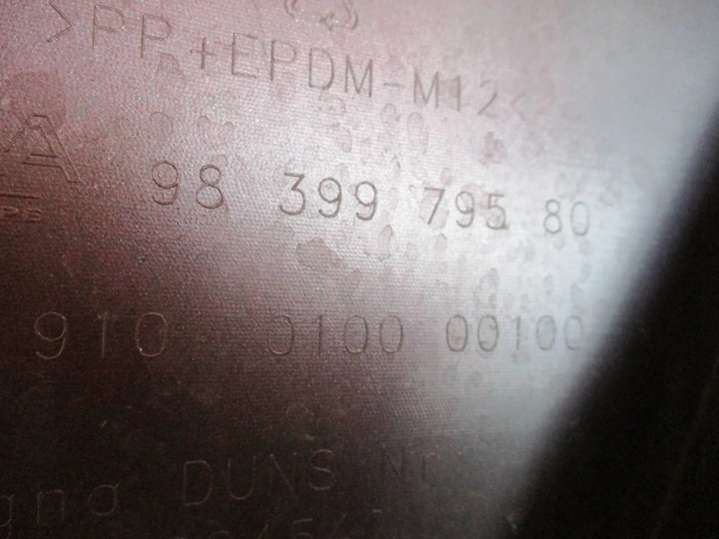 >PP+EPDM-M12<
98 399 795 80
910 0100 00100
DUNS